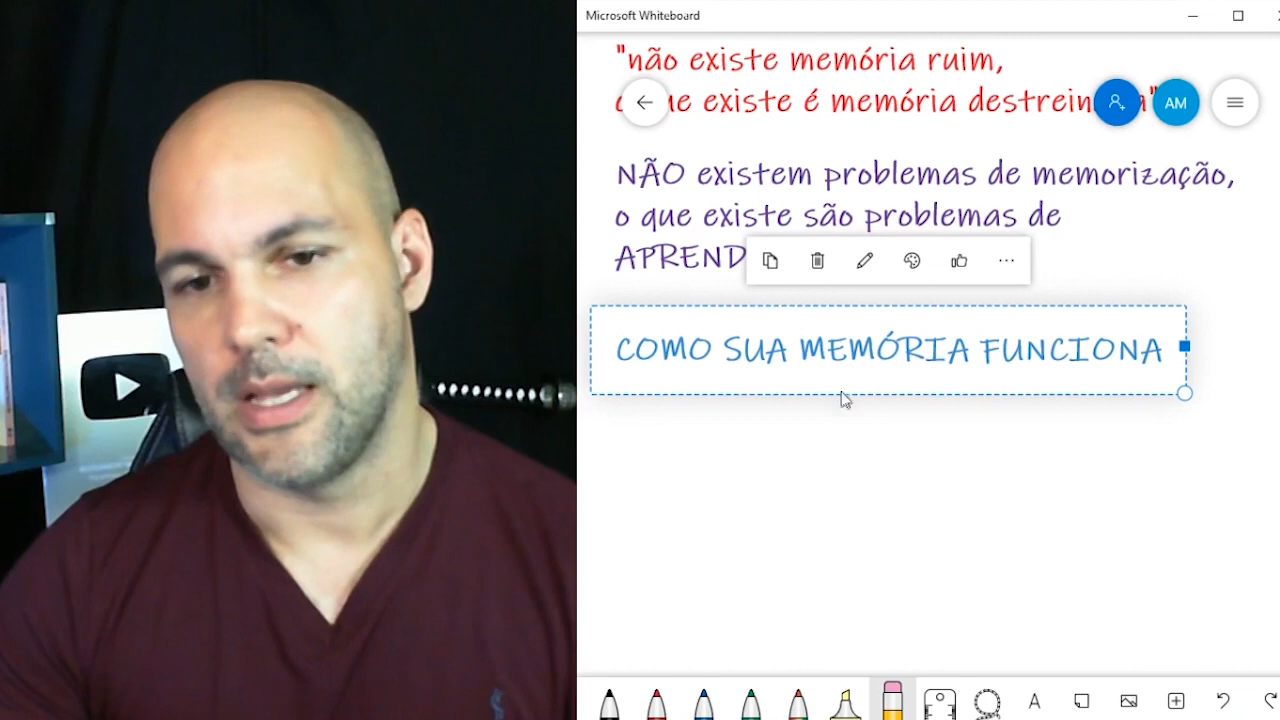 Microsoft Whiteboard
"não existe memória ruim,
existe é memória
AM
NÃO existem problemas de memorização,
o que existe são problemas de
COMO SUA MEMÓRIA FUNCIONA
A